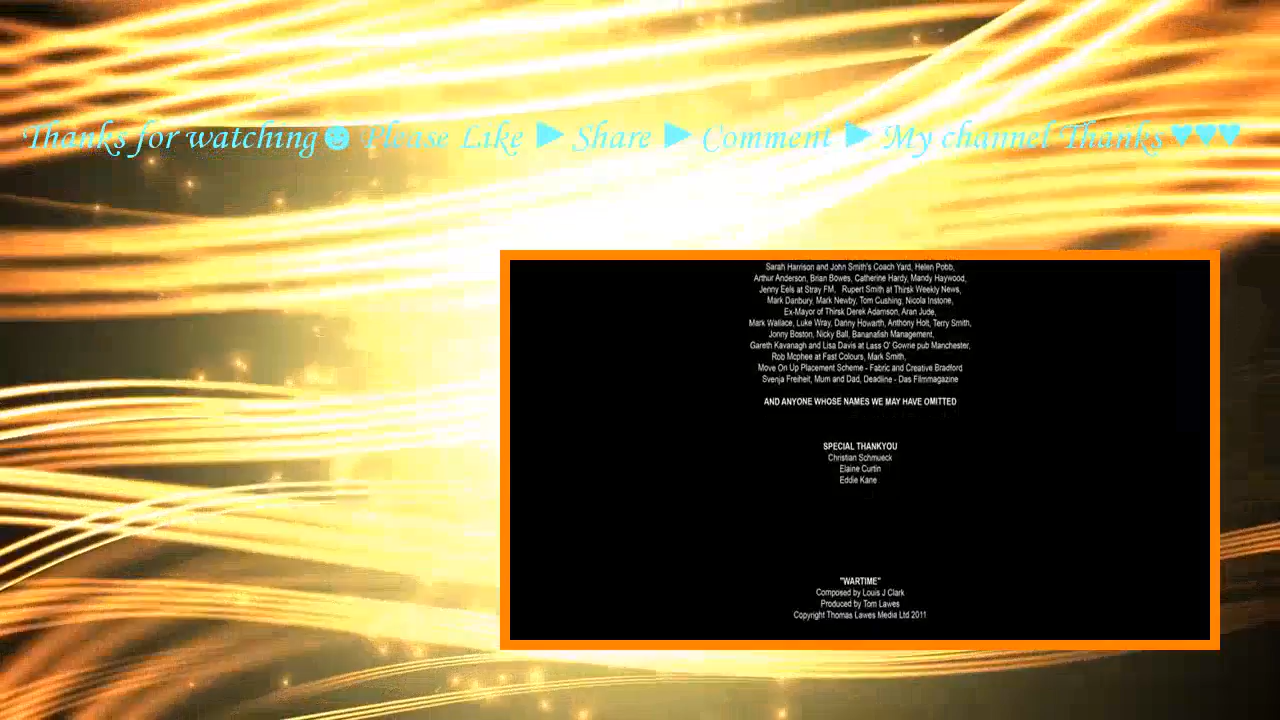 Thanks for watching☻ Please Like ► Share ► Comment ► My channel Thanks ♥♥♥
Sarah Harrison and John Smith's Coach Yard, Helen Pobb,
Arthur Anderson, Brian Bowes, Catherine Hardy, Mandy Haywood,
Jenny Eels at Stray FM, Rupert Smith at Thirsk Weekly News,
Mark Danbury, Mark Newby, Tom Cushing, Nicola Instone,
Ex-Mayor of Thirsk Derek Adamson, Aran Jude,
Mark Wallace, Luke Wray, Danny Howarth, Anthony Holt, Terry Smith,
Jonny Boston, Nicky Ball, Bananafish Management,
Gareth Kavanagh and Lisa Davis at Lass O' Gowrie pub Manchester,
Rob Mcphee at Fast Colours, Mark Smith,
Move On Up Placement Scheme - Fabric and Creative Bradford
Svenja Freiheit, Mum and Dad, Deadline - Das Filmmagazine
AND ANYONE WHOSE NAMES WE MAY HAVE OMITTED
SPECIAL THANKYOU
Christian Schmueck
Elaine Curtin
Eddie Kane
"WARTIME"
Composed by Louis J Clark
Produced by Tom Lawes
Copyright Thomas Lawes Media Ltd 2011